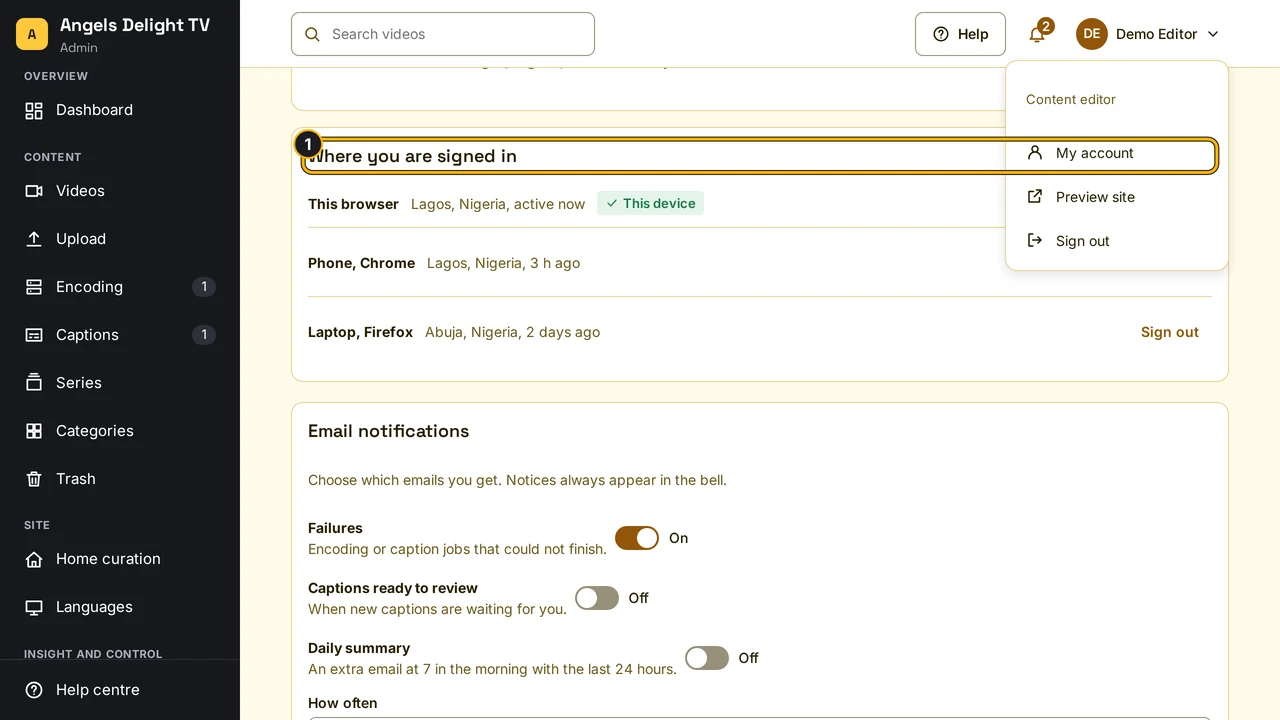 A
Angels Delight TV
Admin
OVERVIEW
Dashboard
CONTENT
Videos
Upload
Encoding 1
Captions 1
Series
Categories
Trash
SITE
Home curation
Languages
INSIGHT AND CONTROL
Help centre
Search videos
Help
2
DE
Demo Editor
Content editor
My account
Preview site
Sign out
1
Where you are signed in
This browser Lagos, Nigeria, active now This device
Phone, Chrome Lagos, Nigeria, 3 h ago
Laptop, Firefox Abuja, Nigeria, 2 days ago Sign out
Email notifications
Choose which emails you get. Notices always appear in the bell.
Failures
Encoding or caption jobs that could not finish. On
Captions ready to review
When new captions are waiting for you. Off
Daily summary
An extra email at 7 in the morning with the last 24 hours. Off
How often